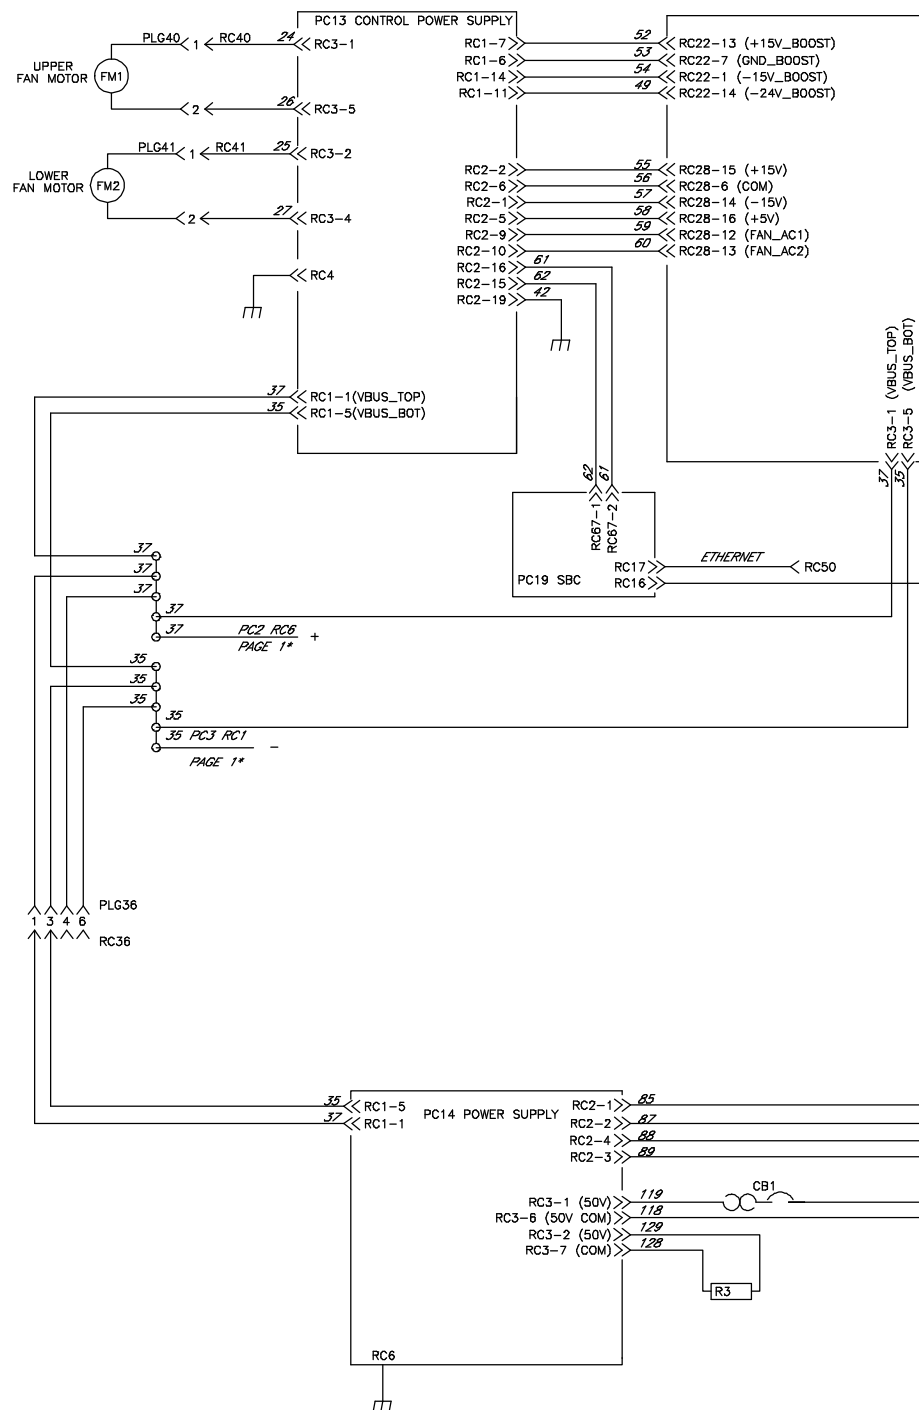 PC13 CONTROL POWER SUPPLY
PLG40 1 RC40 24 RC3-1
UPPER
FAN MOTOR
FM1
2 26 RC3-5
PLG41 1 RC41 25 RC3-2
LOWER
FAN MOTOR
FM2
2 27 RC3-4
RC4
37 RC1-1(VBUS_TOP)
35 RC1-5(VBUS_BOT)
RC1-7 52 RC22-13 (+15V_BOOST)
RC1-6 53 RC22-7 (GND_BOOST)
RC1-14 54 RC22-1 (-15V_BOOST)
RC1-11 49 RC22-14 (-24V_BOOST)
RC2-2 55 RC28-15 (+15V)
RC2-6 56 RC28-6 (COM)
RC2-1 57 RC28-14 (-15V)
RC2-5 58 RC28-16 (+5V)
RC2-9 59 RC28-12 (FAN_AC1)
RC2-10 60 RC28-13 (FAN_AC2)
RC2-16 61
RC2-15 62
RC2-19 42
RC3-1 (VBUS_TOP)
RC3-5 (VBUS_BOT)
37
35
62
61
RC67-1
RC67-2
RC17 ETHERNET RC50
PC19 SBC
RC16
37
37
37
37
37 PC2 RC6 +
PAGE 1*
35
35
35
35
35 PC3 RC1 -
PAGE 1*
PLG36
1 3 4 6
RC36
35 RC1-5
37 RC1-1
PC14 POWER SUPPLY
RC2-1 85
RC2-2 87
RC2-4 88
RC2-3 89
CB1
RC3-1 (50V) 119
RC3-6 (50V COM) 118
RC3-2 (50V) 129
RC3-7 (COM) 128
R3
RC6